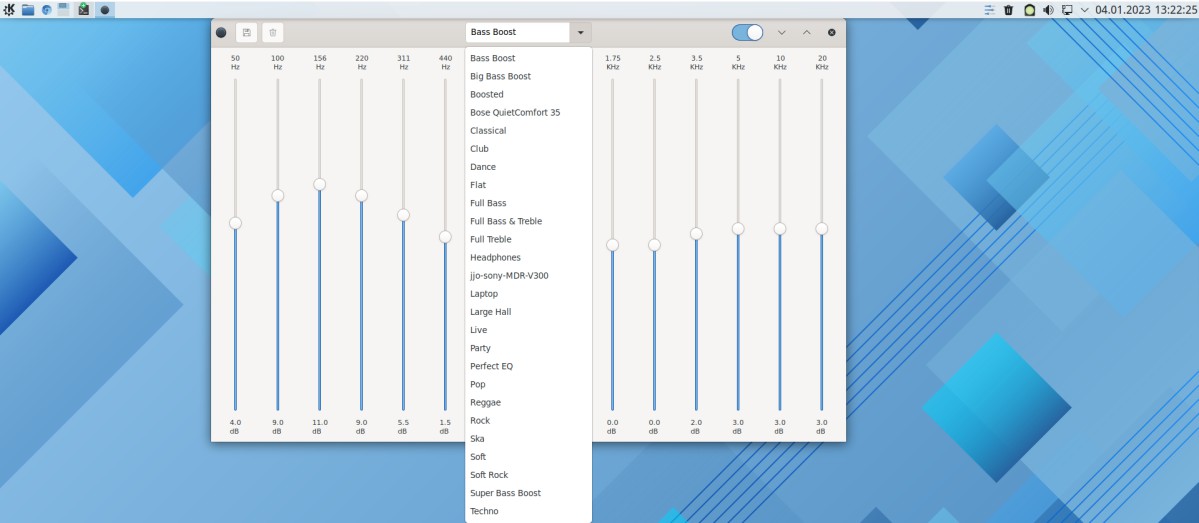 04.01.2023 13:22:25
Bass Boost
50 Hz
100 Hz
156 Hz
220 Hz
311 Hz
440 Hz
1.75 KHz
2.5 KHz
3.5 KHz
5 KHz
10 KHz
20 KHz
Bass Boost
Big Bass Boost
Boosted
Bose QuietComfort 35
Classical
Club
Dance
Flat
Full Bass
Full Bass & Treble
Full Treble
Headphones
jjo-sony-MDR-V300
Laptop
Large Hall
Live
Party
Perfect EQ
Pop
Reggae
Rock
Ska
Soft
Soft Rock
Super Bass Boost
Techno
4.0 dB
9.0 dB
11.0 dB
9.0 dB
5.5 dB
1.5 dB
0.0 dB
0.0 dB
2.0 dB
3.0 dB
3.0 dB
3.0 dB